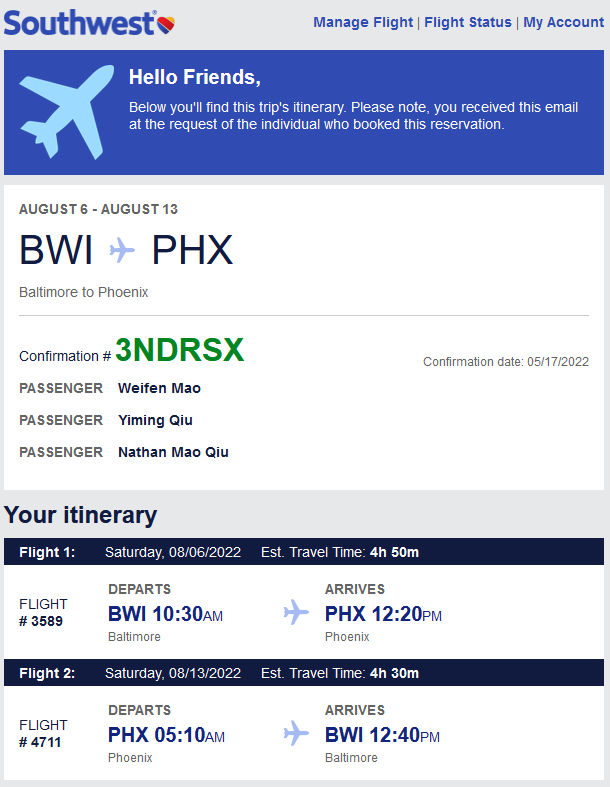 Southwest®
Manage Flight | Flight Status | My Account
Hello Friends,
Below you'll find this trip's itinerary. Please note, you received this email
at the request of the individual who booked this reservation.
AUGUST 6 - AUGUST 13
BWI PHX
Baltimore to Phoenix
Confirmation # 3NDRSX
Confirmation date: 05/17/2022
PASSENGER Weifen Mao
PASSENGER Yiming Qiu
PASSENGER Nathan Mao Qiu
Your itinerary
Flight 1: Saturday, 08/06/2022 Est. Travel Time: 4h 50m
DEPARTS ARRIVES
FLIGHT
# 3589
BWI 10:30AM PHX 12:20PM
Baltimore Phoenix
Flight 2: Saturday, 08/13/2022 Est. Travel Time: 4h 30m
DEPARTS ARRIVES
FLIGHT
# 4711
PHX 05:10AM BWI 12:40PM
Phoenix Baltimore